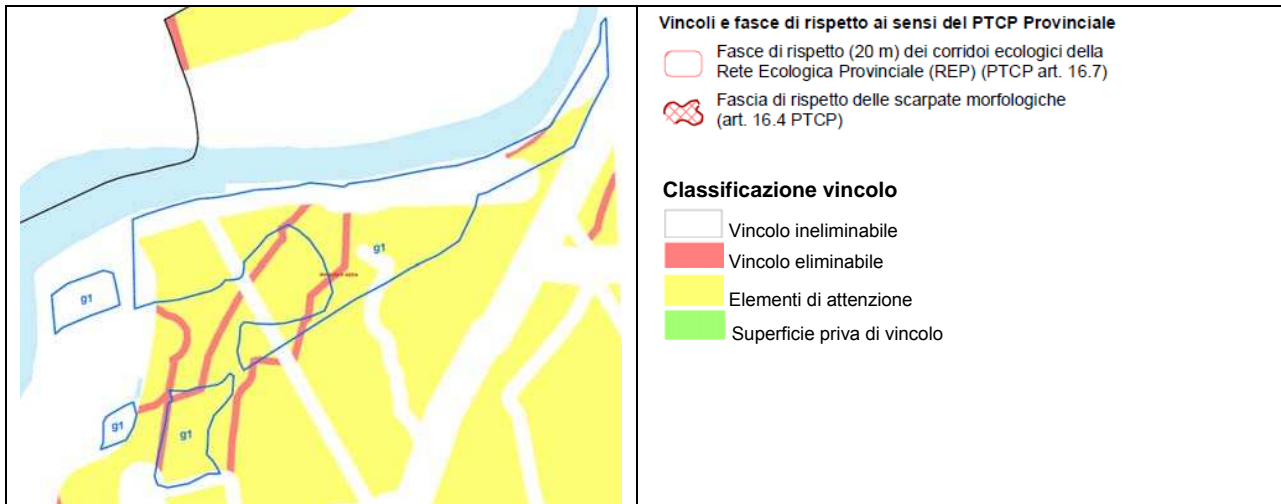 g1
g1
g1
g1
Vincoli e fasce di rispetto ai sensi del PTCP Provinciale
Fasce di rispetto (20 m) dei corridoi ecologici della
Rete Ecologica Provinciale (REP) (PTCP art. 16.7)
Fascia di rispetto delle scarpate morfologiche
(art. 16.4 PTCP)
Classificazione vincolo
Vincolo ineliminabile
Vincolo eliminabile
Elementi di attenzione
Superficie priva di vincolo